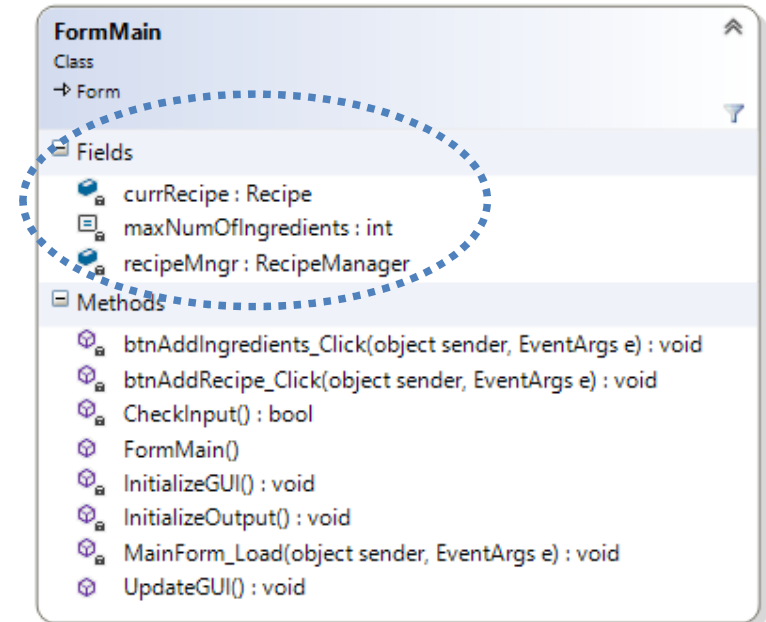 FormMain
Class
Form
Fields
currRecipe : Recipe
maxNumOfIngredients : int
recipeMngr : RecipeManager
Methods
btnAddIngredients_Click(object sender, EventArgs e) : void
btnAddRecipe_Click(object sender, EventArgs e) : void
CheckInput() : bool
FormMain()
InitializeGUI() : void
InitializeOutput() : void
MainForm_Load(object sender, EventArgs e) : void
UpdateGUI() : void